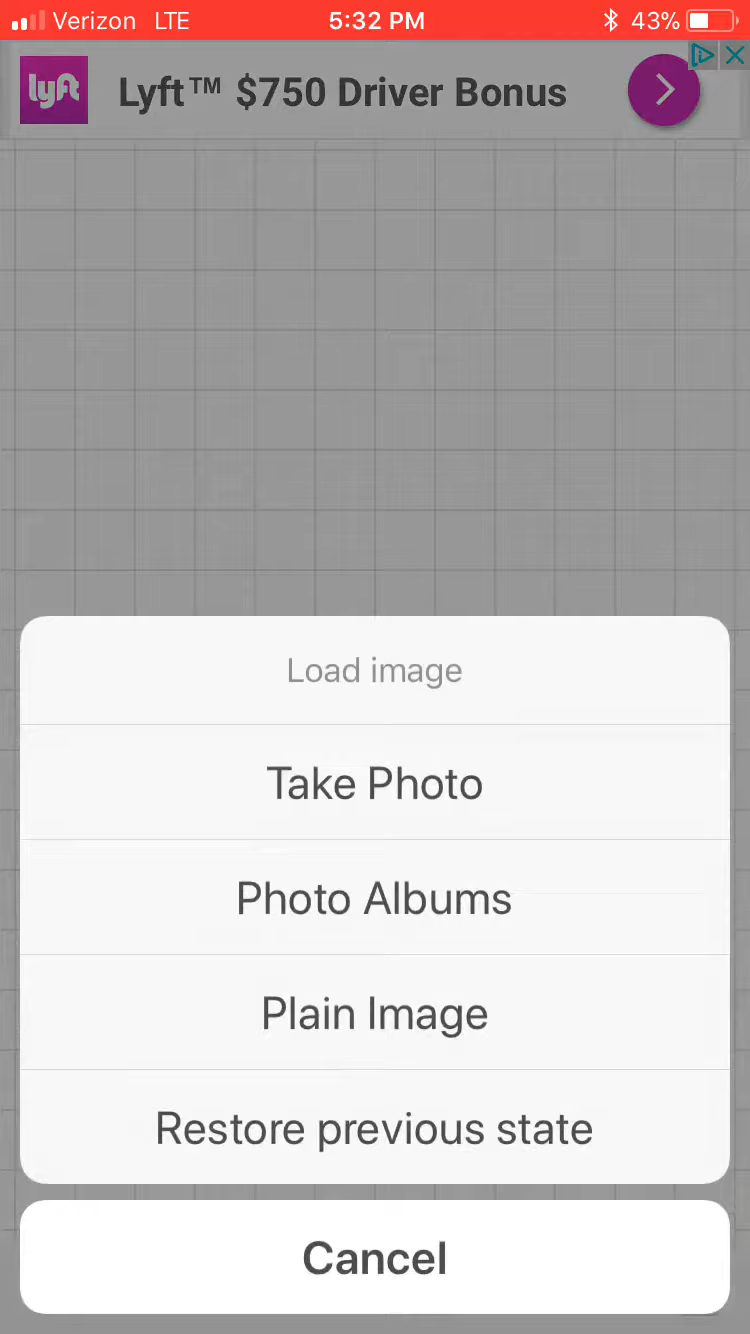 Verizon LTE 5:32 PM 43%
lyft Lyft™ $750 Driver Bonus
Load image
Take Photo
Photo Albums
Plain Image
Restore previous state
Cancel